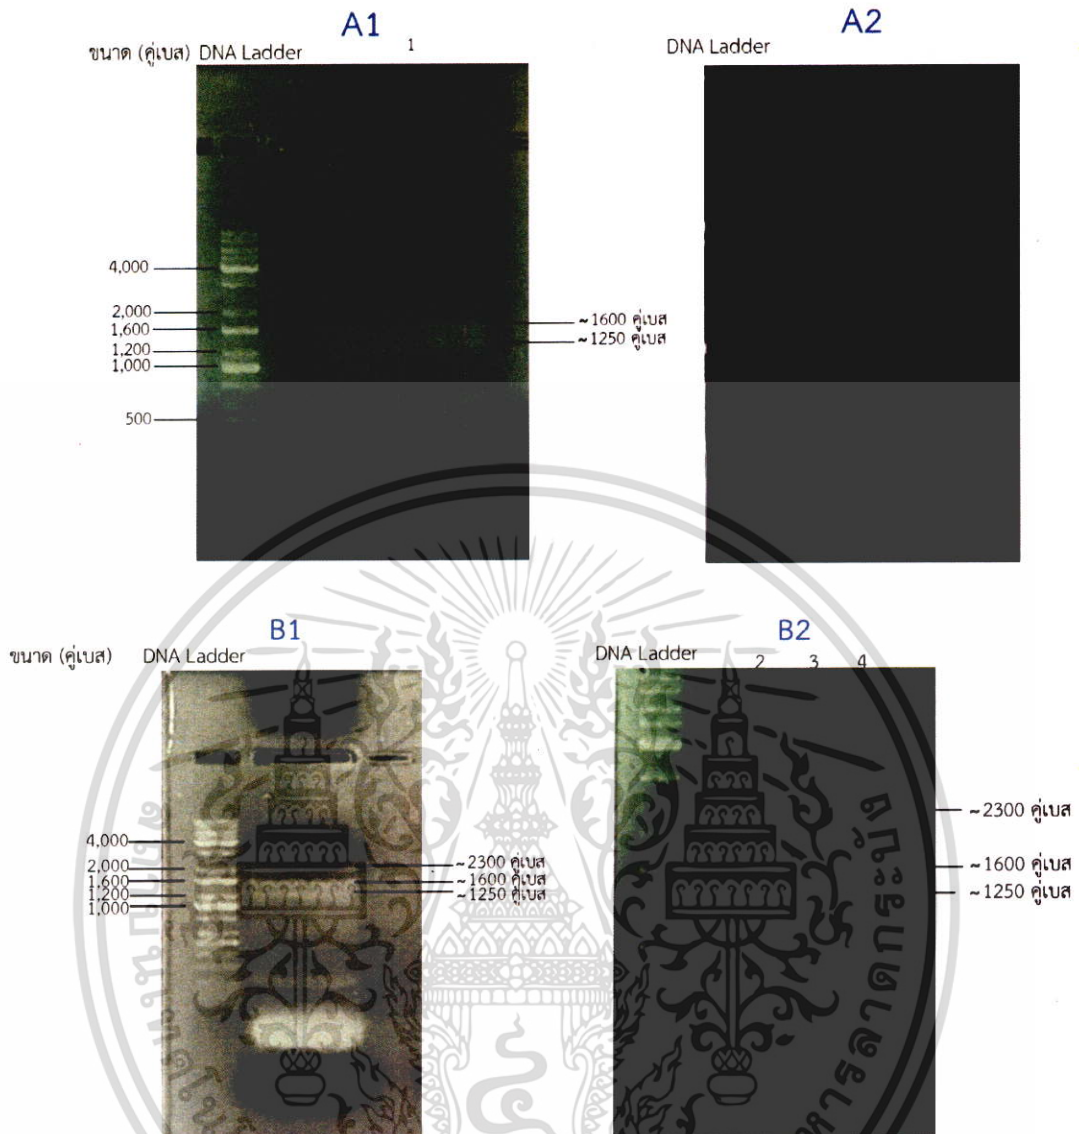 A1
A2
ขนาด (คู่เบส) DNA Ladder 1
DNA Ladder
4,000
2,000
1,600
1,200
1,000
500
~1600 คู่เบส
~1250 คู่เบส
B1
B2
ขนาด (คู่เบส) DNA Ladder
DNA Ladder 2 3 4
4,000
2,000
1,600
1,200
1,000
~2300 คู่เบส
~1600 คู่เบส
~1250 คู่เบส
~2300 คู่เบส
~1600 คู่เบส
~1250 คู่เบส